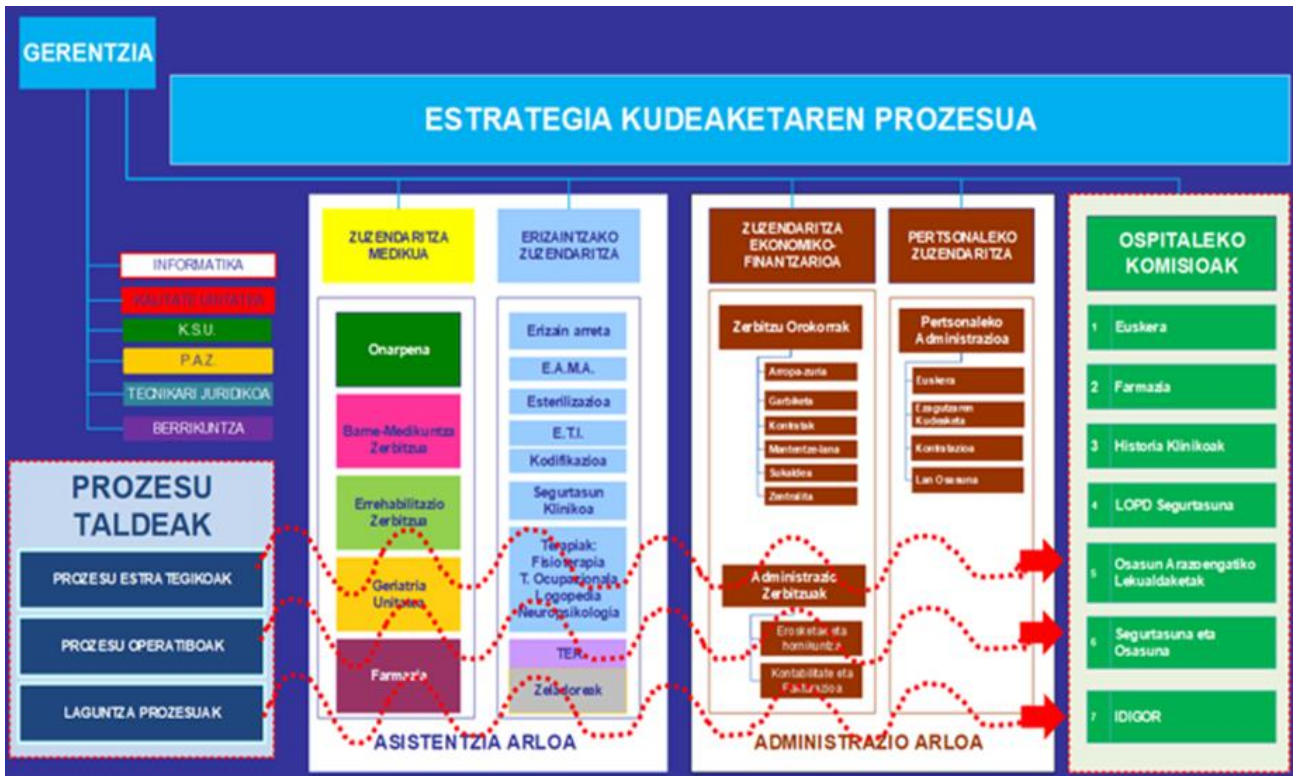 GERENTZIA
ESTRATEGIA KUDEAKETAREN PROZESUA
INFORMATIKA
KALITATE UNITATEA
K.S.U.
P.A.Z.
TECNIKARI JURIDIKOA
BERRIKUNTZA
PROZESU
TALDEAK
PROZESU ESTRATEGIKOAK
PROZESU OPERATIBOAK
LAGUNTZA PROZESUAK
ZUZENDARITZA
MEDIKUA
Onarpena
Barne-Medikuntza
Zerbitzua
Errehabilitazio
Zerbitzua
Geriatria
Unitatea
Farmazia
ERIZAINTZAKO
ZUZENDARITZA
Erizain arreta
E.A.M.A.
Esterilizazioa
E.T.I.
Kodifikazioa
Segurtasun
Klinikoa
Terapiak:
Fisioterapia
T. Ocupazionala
Logopedia
Neuropsikologia
TER.
Zeladoreak
ASISTENTZIA ARLOA
ZUZENDARITZA
EKONOMIKO-
FINANTZARIOA
Zerbitzu Orokorrak
Arropa-zuria
Garbiketa
Kontratak
Mantentze-lana
Sukaldea
Zentralita
Administrazio
Zerbitzuak
Erosketak eta
hornikuntza
Kontabilitate eta
Fakturazioa
PERTSONALEKO
ZUZENDARITZA
Pertsonaleko
Administrazioa
Euskera
Ezagutzaren
Kudeaketa
Kontratazioa
Lan Osasuna
ADMINISTRAZIO ARLOA
OSPITALEKO
KOMISIOAK
1 Euskera
2 Farmazia
3 Historia Klinikoak
4 LOPD Segurtasuna
5 Osasun Arazoengatiko
Lekualdaketak
6 Segurtasuna eta
Osasuna
7 IDIGOR